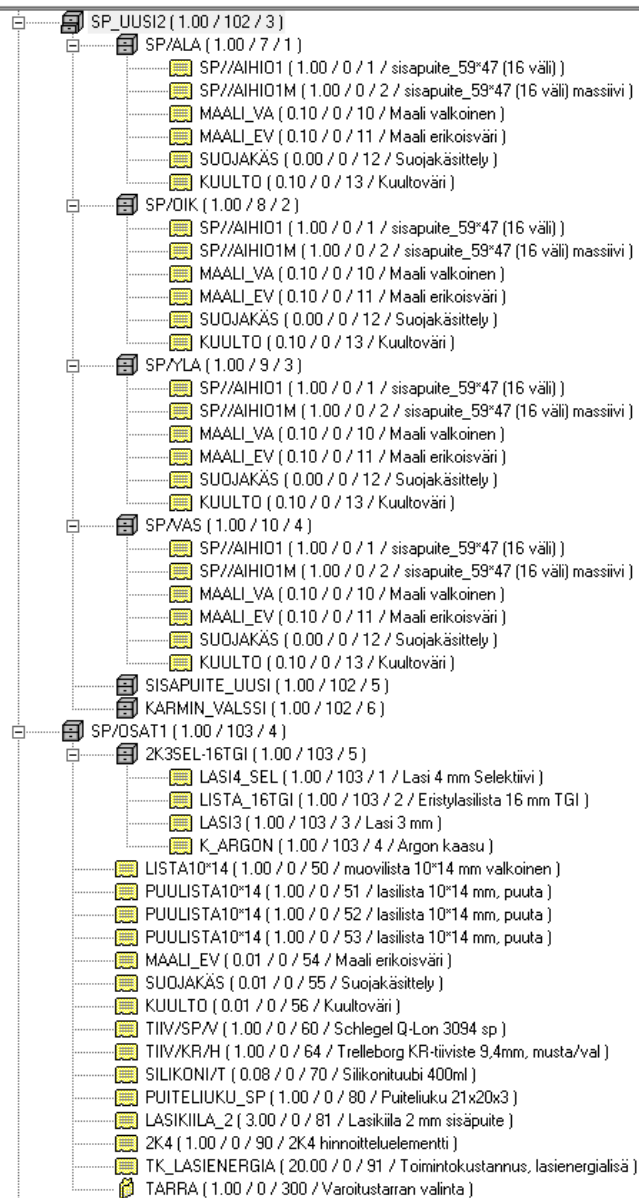 SP_UUSI2 ( 1.00 / 102 / 3 )
SP/ALA ( 1.00 / 7 / 1 )
SP//AIHIO1 ( 1.00 / 0 / 1 / sisapuite_59*47 (16 väli) )
SP//AIHIO1M ( 1.00 / 0 / 2 / sisapuite_59*47 (16 väli) massiivi )
MAALI_VA ( 0.10 / 0 / 10 / Maali valkoinen )
MAALI_EV ( 0.10 / 0 / 11 / Maali erikoisväri )
SUOJAKÄS ( 0.00 / 0 / 12 / Suojakäsittely )
KUULTO ( 0.10 / 0 / 13 / Kuultoväri )
SP/OIK ( 1.00 / 8 / 2 )
SP//AIHIO1 ( 1.00 / 0 / 1 / sisapuite_59*47 (16 väli) )
SP//AIHIO1M ( 1.00 / 0 / 2 / sisapuite_59*47 (16 väli) massiivi )
MAALI_VA ( 0.10 / 0 / 10 / Maali valkoinen )
MAALI_EV ( 0.10 / 0 / 11 / Maali erikoisväri )
SUOJAKÄS ( 0.00 / 0 / 12 / Suojakäsittely )
KUULTO ( 0.10 / 0 / 13 / Kuultoväri )
SP/YLA ( 1.00 / 9 / 3 )
SP//AIHIO1 ( 1.00 / 0 / 1 / sisapuite_59*47 (16 väli) )
SP//AIHIO1M ( 1.00 / 0 / 2 / sisapuite_59*47 (16 väli) massiivi )
MAALI_VA ( 0.10 / 0 / 10 / Maali valkoinen )
MAALI_EV ( 0.10 / 0 / 11 / Maali erikoisväri )
SUOJAKÄS ( 0.00 / 0 / 12 / Suojakäsittely )
KUULTO ( 0.10 / 0 / 13 / Kuultoväri )
SP/VAS ( 1.00 / 10 / 4 )
SP//AIHIO1 ( 1.00 / 0 / 1 / sisapuite_59*47 (16 väli) )
SP//AIHIO1M ( 1.00 / 0 / 2 / sisapuite_59*47 (16 väli) massiivi )
MAALI_VA ( 0.10 / 0 / 10 / Maali valkoinen )
MAALI_EV ( 0.10 / 0 / 11 / Maali erikoisväri )
SUOJAKÄS ( 0.00 / 0 / 12 / Suojakäsittely )
KUULTO ( 0.10 / 0 / 13 / Kuultoväri )
SISAPUITE_UUSI ( 1.00 / 102 / 5 )
KARMIN_VALSSI ( 1.00 / 102 / 6 )
SP/OSAT1 ( 1.00 / 103 / 4 )
2K3SEL-16TGI ( 1.00 / 103 / 5 )
LASI4_SEL ( 1.00 / 103 / 1 / Lasi 4 mm Selektiivi )
LISTA_16TGI ( 1.00 / 103 / 2 / Eristylasilista 16 mm TGI )
LASI3 ( 1.00 / 103 / 3 / Lasi 3 mm )
K_ARGON ( 1.00 / 103 / 4 / Argon kaasu )
LISTA10*14 ( 1.00 / 0 / 50 / muovilista 10*14 mm valkoinen )
PUULISTA10*14 ( 1.00 / 0 / 51 / lasilista 10*14 mm, puuta )
PUULISTA10*14 ( 1.00 / 0 / 52 / lasilista 10*14 mm, puuta )
PUULISTA10*14 ( 1.00 / 0 / 53 / lasilista 10*14 mm, puuta )
MAALI_EV ( 0.01 / 0 / 54 / Maali erikoisväri )
SUOJAKÄS ( 0.01 / 0 / 55 / Suojakäsittely )
KUULTO ( 0.01 / 0 / 56 / Kuultoväri )
TIIV/SP/V ( 1.00 / 0 / 60 / Schlegel Q-Lon 3094 sp )
TIIV/KR/H ( 1.00 / 0 / 64 / Trelleborg KR-tiiviste 9,4mm, musta/val )
SILIKONI/T ( 0.08 / 0 / 70 / Silikonituubi 400ml )
PUITELIUKU_SP ( 1.00 / 0 / 80 / Puiteliuku 21x20x3 )
LASIKIILA_2 ( 3.00 / 0 / 81 / Lasikiila 2 mm sisäpuite )
2K4 ( 1.00 / 0 / 90 / 2K4 hinnoitteluelementti )
TK_LASIENERGIA ( 20.00 / 0 / 91 / Toimintokustannus, lasienergialisä )
TARRA ( 1.00 / 0 / 300 / Varoitustarran valinta )